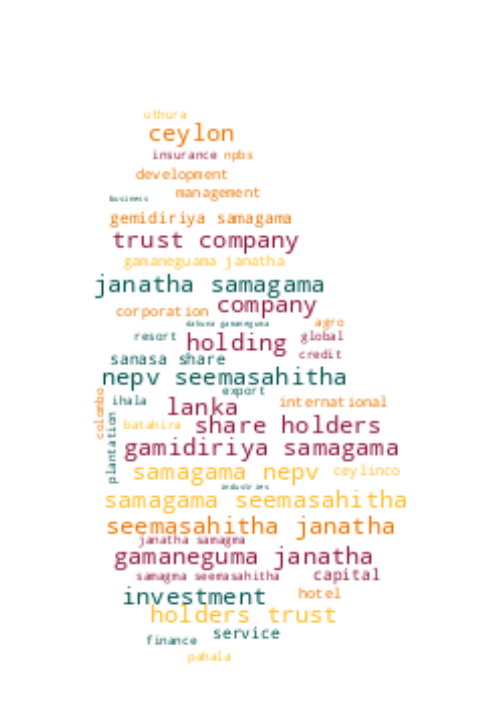 uthura
ceylon
insurance npbs
development
management
business
gemidiriya samagama
trust company
gamaneguama janatha
janatha samagama
company
corporation
dakuna gamaneguma
agro
resort
holding
global
credit
sanasa share
nepv seemasahitha
export
colombo
ihala
lanka
international
plantation
batahira
share holders
gamidiriya samagama
samagama nepv
ceylinco
industries
samagama seemasahitha
seemasahitha janatha
janatha samagma
gamaneguma janatha
samagma seemasahitha
capital
investment
hotel
holders trust
service
finance
pahala